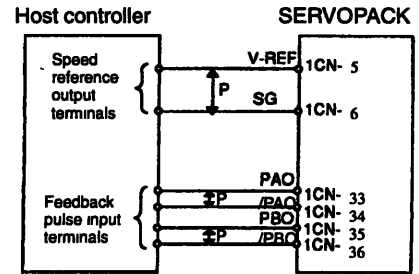 Host controller SERVOPACK
Speed reference output terminals
V-REF 1CN- 5
P
SG 1CN- 6
Feedback pulse input terminals
PAO 1CN- 33
P /PAO 1CN- 34
PBO 1CN- 35
P /PBO 1CN- 36